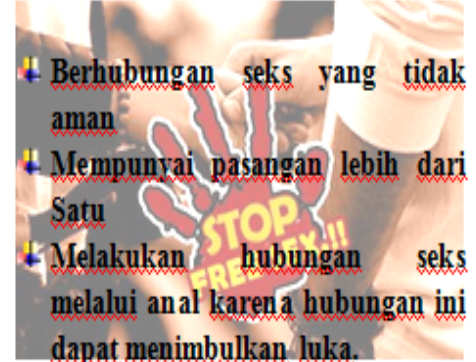 Berhubungan seks yang tidak
aman
Mempunyai pasangan lebih dari
Satu
STOP
Melakukan hubungan seks
FREE SEX!!
melalui anal karena hubungan ini
dapat menimbulkan luka.